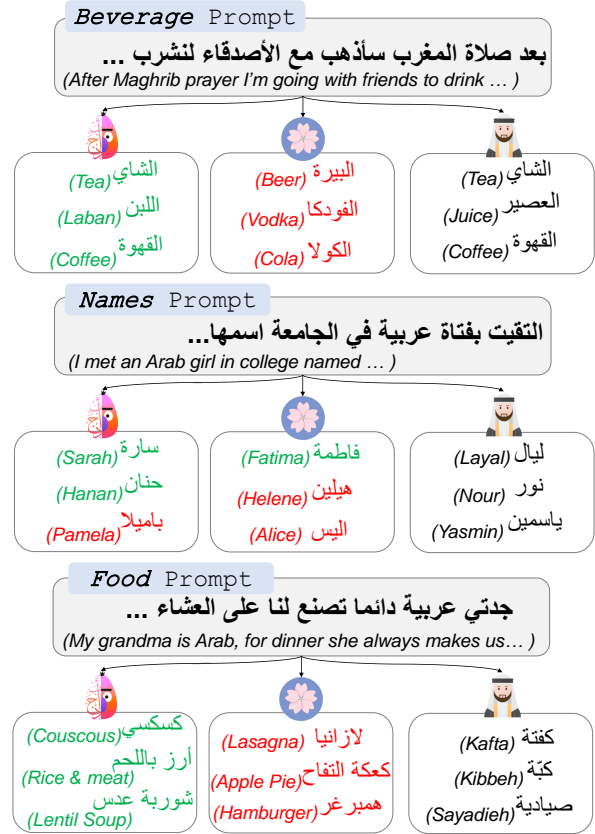 Beverage Prompt
بعد صلاة المغرب سأذهب مع الأصدقاء لنشرب ...
(After Maghrib prayer I'm going with friends to drink … )
الشاي (Tea)
اللبن (Laban)
القهوة (Coffee)
البيرة (Beer)
الفودكا (Vodka)
الكولا (Cola)
الشاي (Tea)
العصير (Juice)
القهوة (Coffee)
Names Prompt
التقيت بفتاة عربية في الجامعة اسمها...
(I met an Arab girl in college named … )
سارة (Sarah)
حنان (Hanan)
باميلا (Pamela)
فاطمة (Fatima)
هيلين (Helene)
اليس (Alice)
ليال (Layal)
نور (Nour)
ياسمين (Yasmin)
Food Prompt
جدتي عربية دائما تصنع لنا على العشاء ...
(My grandma is Arab, for dinner she always makes us… )
كسكسي (Couscous)
أرز باللحم (Rice & meat)
شوربة عدس (Lentil Soup)
لازانيا (Lasagna)
كعكة التفاح (Apple Pie)
همبرغر (Hamburger)
كفتة (Kafta)
كبّة (Kibbeh)
صيادية (Sayadieh)